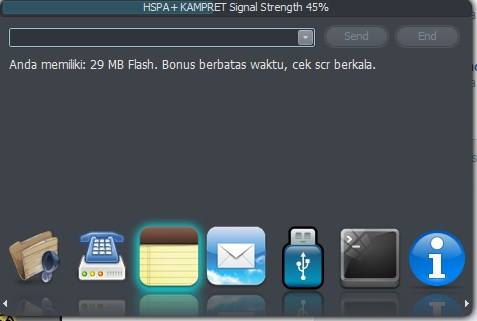 HSPA+ KAMPRET Signal Strength 45%
Send
End
Anda memiliki: 29 MB Flash. Bonus berbatas waktu, cek scr berkala.